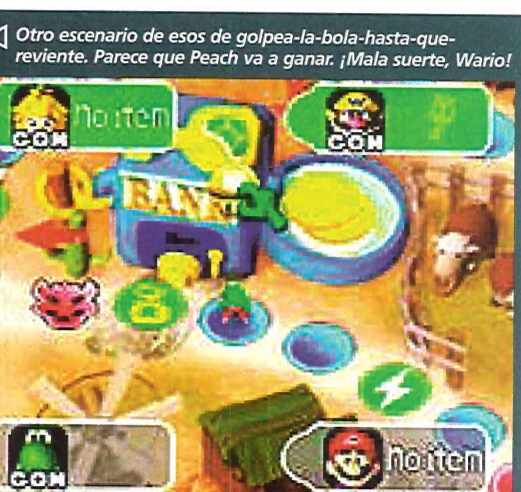 Otro escenario de esos de golpea-la-bola-hasta-que-
reviente. Parece que Peach va a ganar. ¡Mala suerte, Wario!
No item
COM
COM
BANK
COM
No item